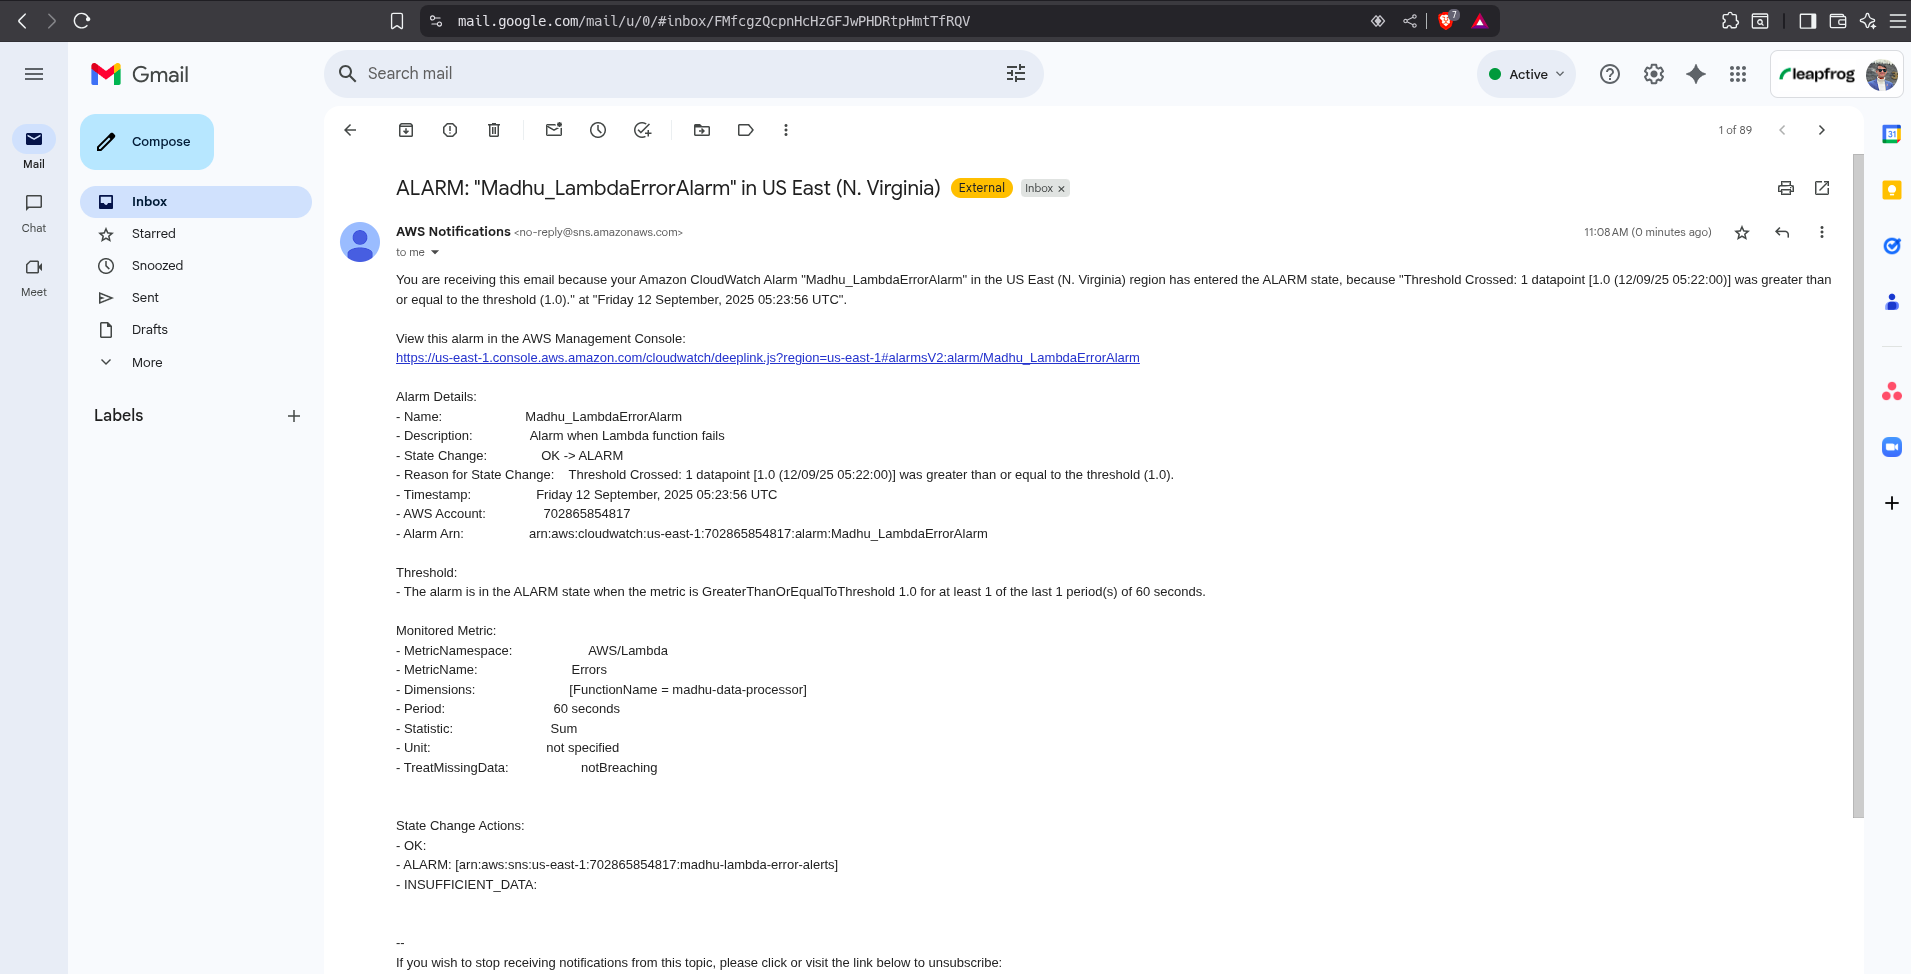 mail.google.com/mail/u/0/#inbox/FMfcgzQcpnHcHzGFJwPHDRtpHmtTfRQV
7
Gmail
Search mail
Active
leapfrog
Compose
Mail
Chat
Meet
Inbox
Starred
Snoozed
Sent
Drafts
More
Labels
1 of 89
31
ALARM: "Madhu_LambdaErrorAlarm" in US East (N. Virginia) External Inbox ×
AWS Notifications <no-reply@sns.amazonaws.com>
11:08 AM (0 minutes ago)
to me
You are receiving this email because your Amazon CloudWatch Alarm "Madhu_LambdaErrorAlarm" in the US East (N. Virginia) region has entered the ALARM state, because "Threshold Crossed: 1 datapoint [1.0 (12/09/25 05:22:00)] was greater than
or equal to the threshold (1.0)." at "Friday 12 September, 2025 05:23:56 UTC".
View this alarm in the AWS Management Console:
https://us-east-1.console.aws.amazon.com/cloudwatch/deeplink.js?region=us-east-1#alarmsV2:alarm/Madhu_LambdaErrorAlarm
Alarm Details:
- Name: Madhu_LambdaErrorAlarm
- Description: Alarm when Lambda function fails
- State Change: OK -> ALARM
- Reason for State Change: Threshold Crossed: 1 datapoint [1.0 (12/09/25 05:22:00)] was greater than or equal to the threshold (1.0).
- Timestamp: Friday 12 September, 2025 05:23:56 UTC
- AWS Account: 702865854817
- Alarm Arn: arn:aws:cloudwatch:us-east-1:702865854817:alarm:Madhu_LambdaErrorAlarm
Threshold:
- The alarm is in the ALARM state when the metric is GreaterThanOrEqualToThreshold 1.0 for at least 1 of the last 1 period(s) of 60 seconds.
Monitored Metric:
- MetricNamespace: AWS/Lambda
- MetricName: Errors
- Dimensions: [FunctionName = madhu-data-processor]
- Period: 60 seconds
- Statistic: Sum
- Unit: not specified
- TreatMissingData: notBreaching
State Change Actions:
- OK:
- ALARM: [arn:aws:sns:us-east-1:702865854817:madhu-lambda-error-alerts]
- INSUFFICIENT_DATA:
--
If you wish to stop receiving notifications from this topic, please click or visit the link below to unsubscribe: